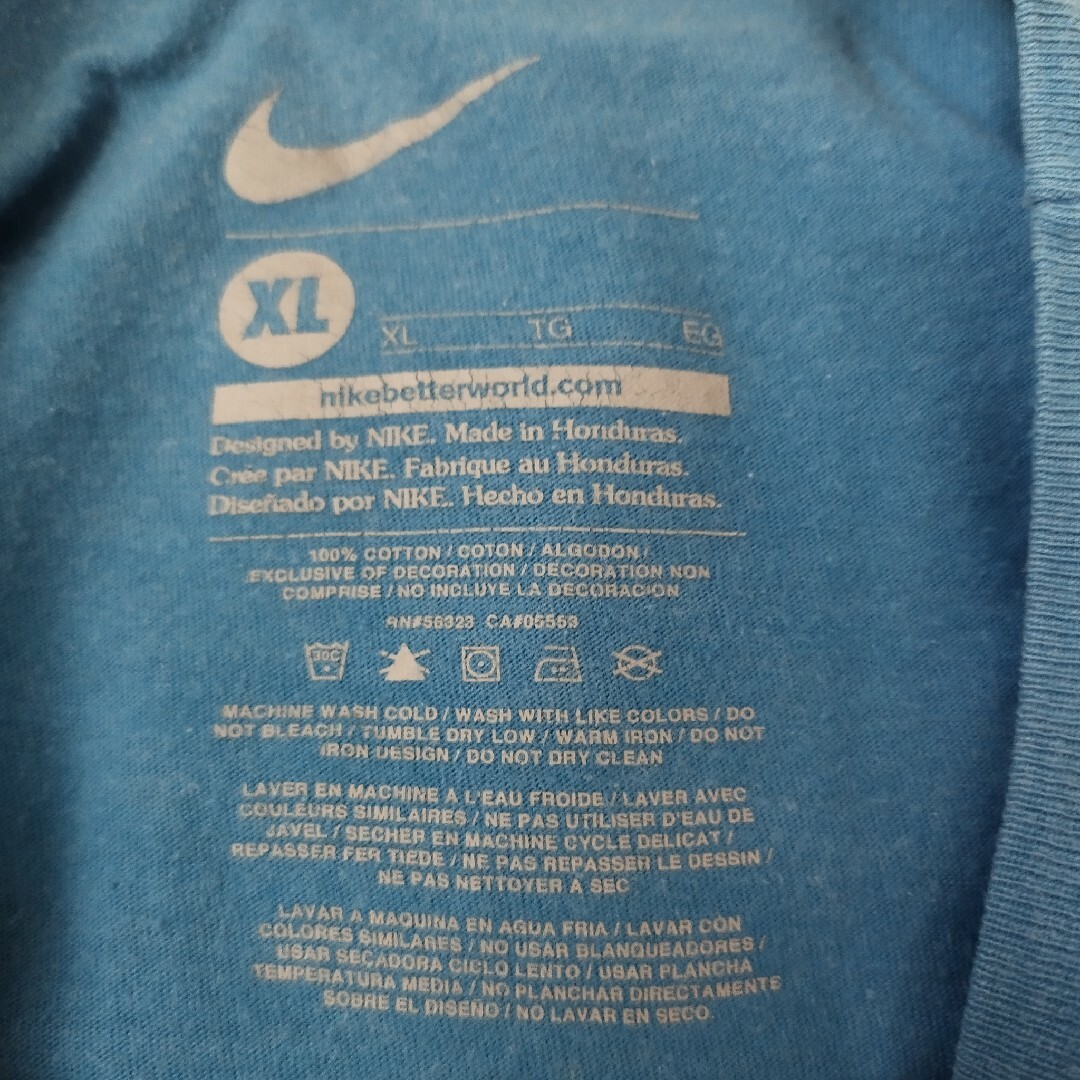 XL
XL TG EG
nikebetterworld.com
Designed by NIKE. Made in Honduras.
Crée par NIKE. Fabrique au Honduras.
Diseñado por NIKE. Hecho en Honduras.
100% COTTON / COTON / ALGODON /
EXCLUSIVE OF DECORATION / DECORATION NON
COMPRISE / NO INCLUYE LA DECORACION
RN#56323 CA#05553
30C
MACHINE WASH COLD / WASH WITH LIKE COLORS / DO
NOT BLEACH / TUMBLE DRY LOW / WARM IRON / DO NOT
IRON DESIGN / DO NOT DRY CLEAN
LAVER EN MACHINE A L'EAU FROIDE / LAVER AVEC
COULEURS SIMILAIRES / NE PAS UTILISER D'EAU DE
JAVEL / SECHER EN MACHINE CYCLE DELICAT /
REPASSER FER TIEDE / NE PAS REPASSER LE DESSIN /
NE PAS NETTOYER A SEC
LAVAR A MAQUINA EN AGUA FRIA / LAVAR CON
COLORES SIMILARES / NO USAR BLANQUEADORES /
USAR SECADORA CICLO LENTO / USAR PLANCHA
TEMPERATURA MEDIA / NO PLANCHAR DIRECTAMENTE
SOBRE EL DISEÑO / NO LAVAR EN SECO.